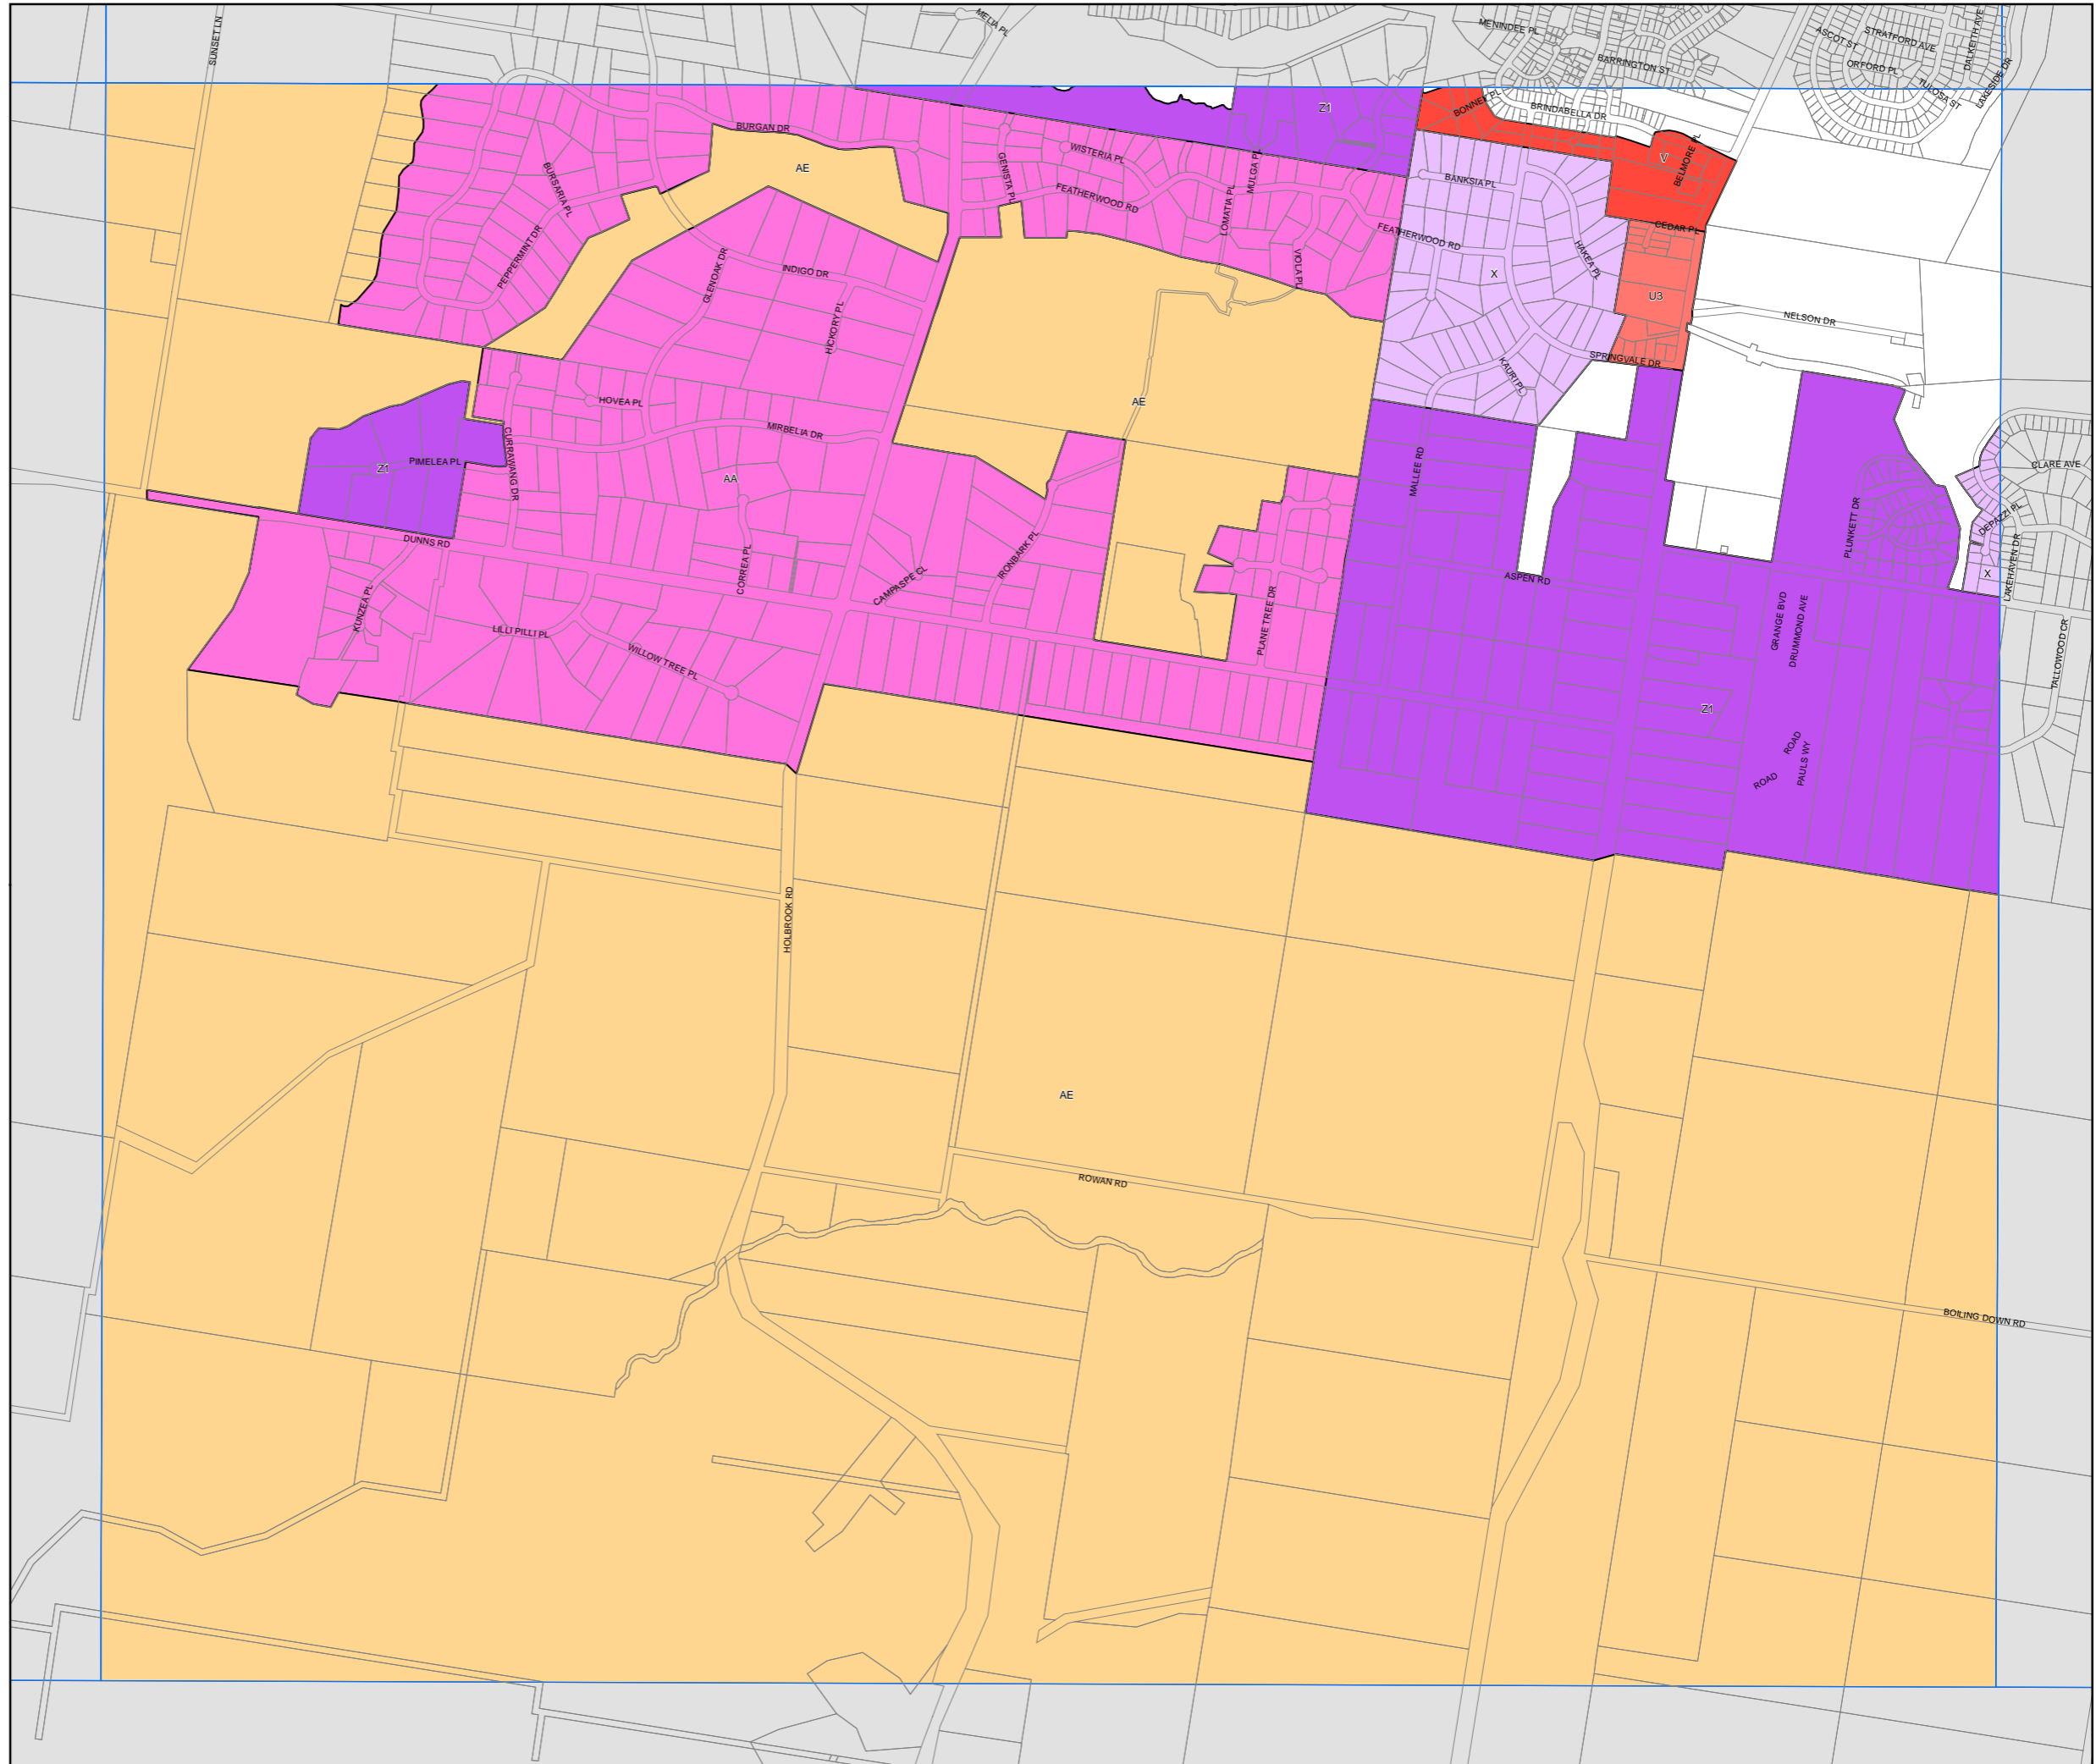 SUNSET LN
MELIA PL
MENINDEE PL
BARRINGTON ST
ASCOT ST
STRATFORD AVE
DALKEITH AVE
ORFORD PL
TULOSA ST
LAKESIDE DR
BONNER PL
BRINDABELLA DR
Z1
BURGAN DR
AE
BURSARIA PL
PEPPERMINT DR
GENISTA PL
WISTERIA PL
FEATHERWOOD RD
MULGA PL
LOMATIA PL
VIOLA PL
FEATHERWOOD RD
BANKSIA PL
HAKEA PL
X
V
BELMORE PL
CEDAR PL
U3
NELSON DR
SPRINGVALE DR
KAURI PL
GLENOAK DR
INDIGO DR
HICKORY PL
HOVEA PL
MIRBELIA DR
AE
CURRAWANG DR
Z1
PIMELEA PL
AA
MALLEE RD
CLARE AVE
DEPAZZI PL
PLUNKETT DR
LAKEHAVEN DR
X
DUNNS RD
CORREA PL
CAMPASPE CL
IRONBARK PL
ASPEN RD
KUNZEA PL
LILLI PILLI PL
WILLOW TREE PL
PLANE TREE DR
GRANGE BVD
DRUMMOND AVE
TALLOWOOD CR
Z1
ROAD
ROAD
PAULS WY
HOLBROOK RD
AE
ROWAN RD
BOILING DOWN RD